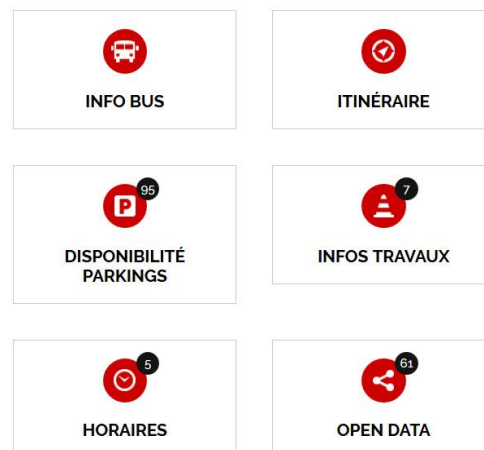 INFO BUS
ITINÉRAIRE
95
P
DISPONIBILITÉ
PARKINGS
7
INFOS TRAVAUX
5
HORAIRES
61
OPEN DATA